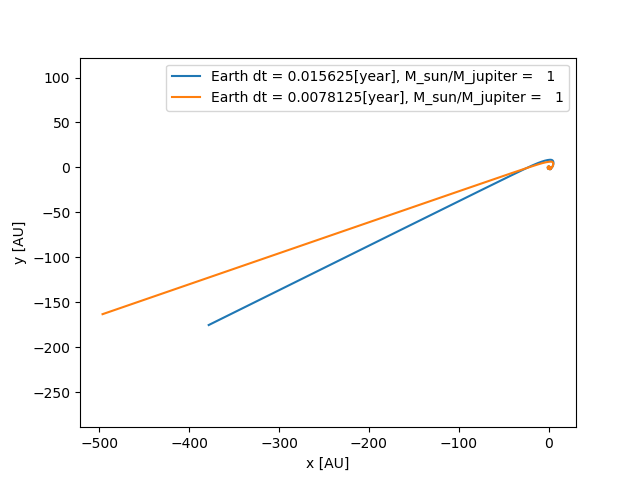 Earth dt = 0.015625[year], M_sun/M_jupiter =   1
Earth dt = 0.0078125[year], M_sun/M_jupiter =   1
100
50
0
−50
−100
−150
−200
−250
y [AU]
−500 −400 −300 −200 −100 0
x [AU]